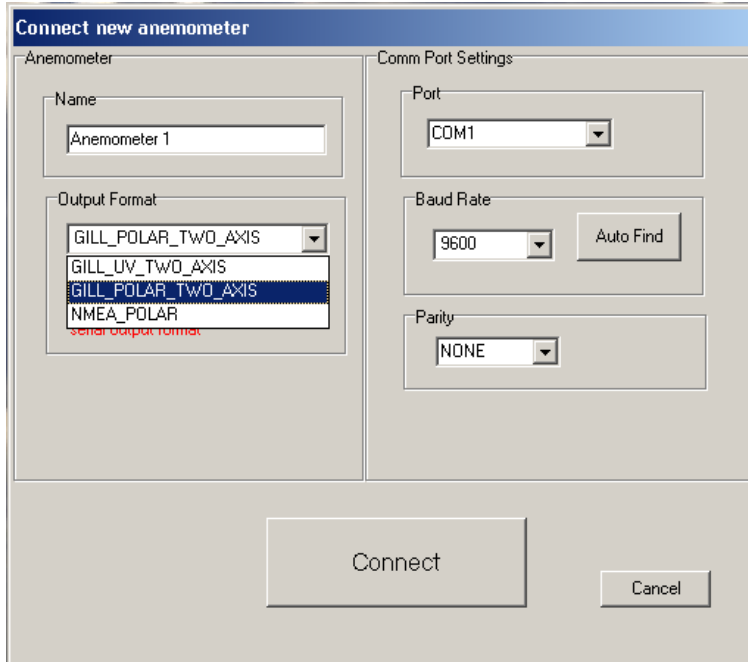 Connect new anemometer
Anemometer
Name
Anemometer 1
Output Format
GILL_POLAR_TWO_AXIS
GILL_UV_TWO_AXIS
GILL_POLAR_TWO_AXIS
NMEA_POLAR
serial output format
Comm Port Settings
Port
COM1
Baud Rate
9600
Auto Find
Parity
NONE
Connect
Cancel